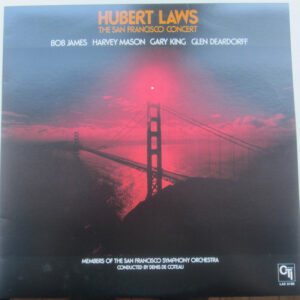 HUBERT LAWS
THE SAN FRANCISCO CONCERT
BOB JAMES HARVEY MASON GARY KING GLEN DEARDORFF
MEMBERS OF THE SAN FRANCISCO SYMPHONY ORCHESTRA
CONDUCTED BY DENIS DE COTEAU
CTI